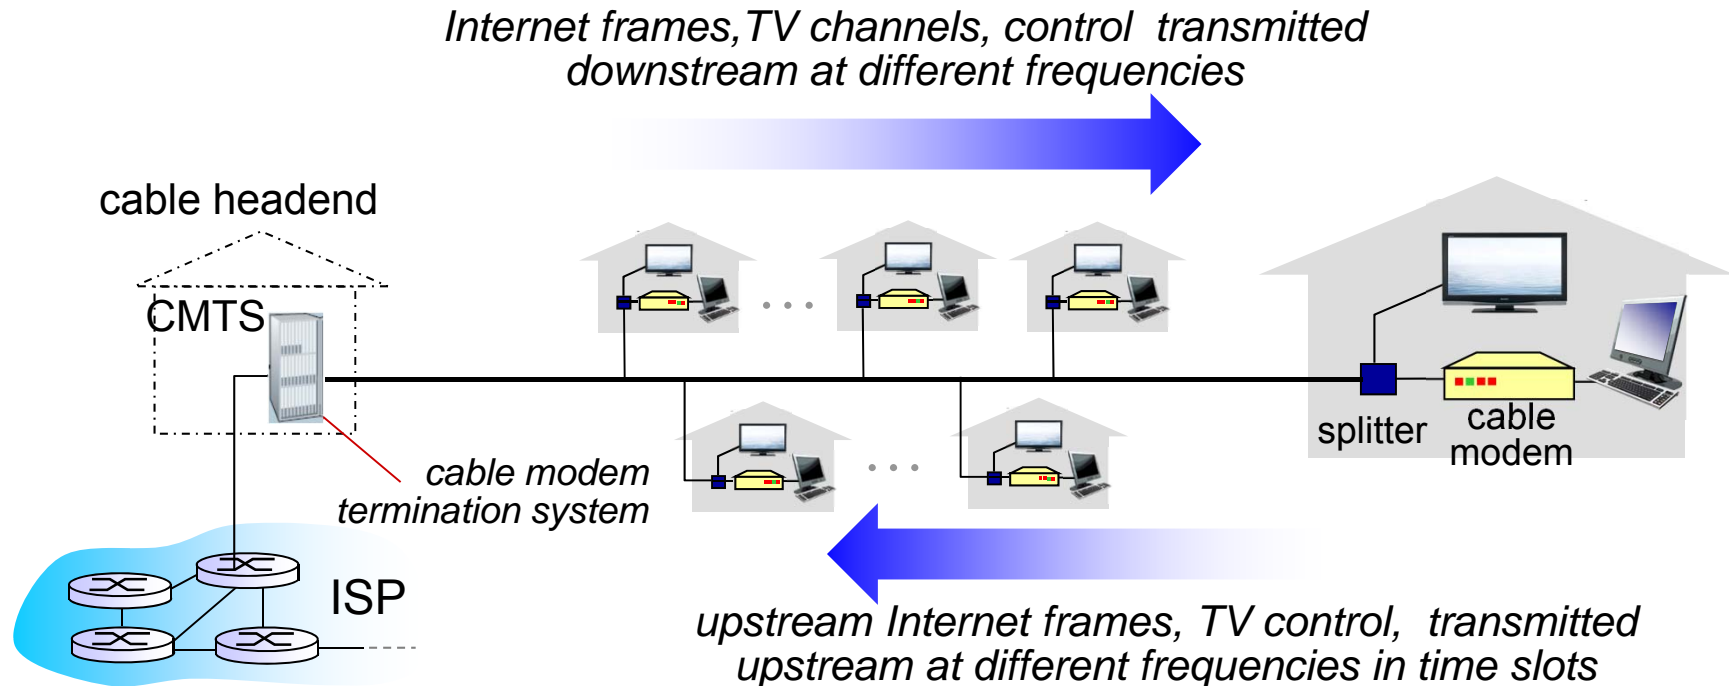 Internet frames,TV channels, control  transmitted
downstream at different frequencies
cable headend
CMTS
splitter
cable
modem
cable modem
termination system
ISP
upstream Internet frames, TV control,  transmitted
upstream at different frequencies in time slots